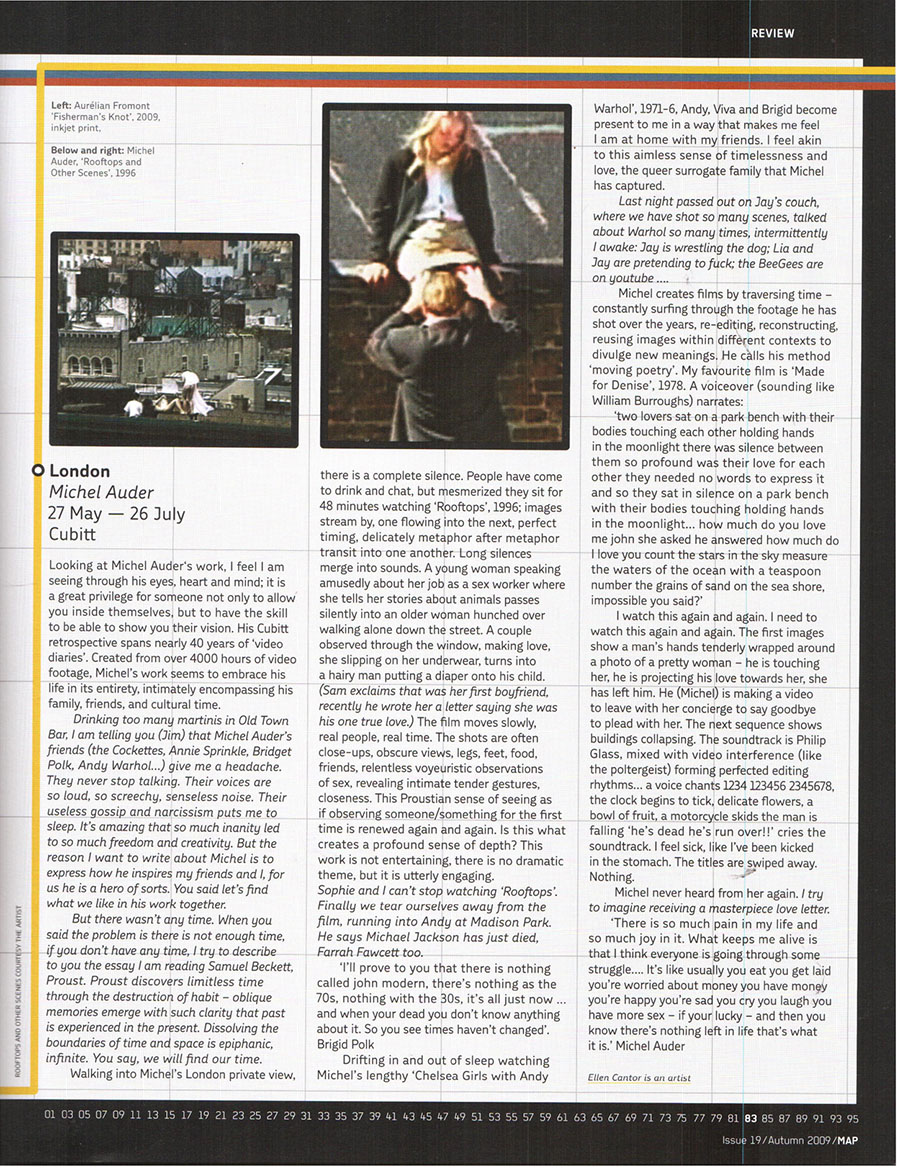 REVIEW
Left: Aurélian Fromont
'Fisherman's Knot', 2009,
inkjet print,
Below and right: Michel
Auder, 'Rooftops and
Other Scenes', 1996
London
Michel Auder
27 May — 26 July
Cubitt
Looking at Michel Auder's work, I feel I am
seeing through his eyes, heart and mind; it is
a great privilege for someone not only to allow
you inside themselves, but to have the skill
to be able to show you their vision. His Cubitt
retrospective spans nearly 40 years of 'video
diaries'. Created from over 4000 hours of video
footage, Michel's work seems to embrace his
life in its entirety, intimately encompassing his
family, friends, and cultural time.
Drinking too many martinis in Old Town
Bar, I am telling you (Jim) that Michel Auder's
friends (the Cockettes, Annie Sprinkle, Bridget
Polk, Andy Warhol...) give me a headache.
They never stop talking. Their voices are
so loud, so screechy, senseless noise. Their
useless gossip and narcissism puts me to
sleep. It's amazing that so much inanity led
to so much freedom and creativity. But the
reason I want to write about Michel is to
express how he inspires my friends and I, for
us he is a hero of sorts. You said let's find
what we like in his work together.
But there wasn't any time. When you
said the problem is there is not enough time,
if you don't have any time, I try to describe
to you the essay I am reading Samuel Beckett,
Proust. Proust discovers limitless time
through the destruction of habit – oblique
memories emerge with such clarity that past
is experienced in the present. Dissolving the
boundaries of time and space is epiphanic,
infinite. You say, we will find our time.
Walking into Michel's London private view,
there is a complete silence. People have come
to drink and chat, but mesmerized they sit for
48 minutes watching 'Rooftops', 1996; images
stream by, one flowing into the next, perfect
timing, delicately metaphor after metaphor
transit into one another. Long silences
merge into sounds. A young woman speaking
amusedly about her job as a sex worker where
she tells her stories about animals passes
silently into an older woman hunched over
walking alone down the street. A couple
observed through the window, making love,
she slipping on her underwear, turns into
a hairy man putting a diaper onto his child.
(Sam exclaims that was her first boyfriend,
recently he wrote her a letter saying she was
his one true love.) The film moves slowly,
real people, real time. The shots are often
close-ups, obscure views, legs, feet, food,
friends, relentless voyeuristic observations
of sex, revealing intimate tender gestures,
closeness. This Proustian sense of seeing as
if observing someone/something for the first
time is renewed again and again. Is this what
creates a profound sense of depth? This
work is not entertaining, there is no dramatic
theme, but it is utterly engaging.
Sophie and I can't stop watching 'Rooftops'.
Finally we tear ourselves away from the
film, running into Andy at Madison Park.
He says Michael Jackson has just died,
Farrah Fawcett too.
'I'll prove to you that there is nothing
called john modern, there's nothing as the
70s, nothing with the 30s, it's all just now ...
and when your dead you don't know anything
about it. So you see times haven't changed'.
Brigid Polk
Drifting in and out of sleep watching
Michel's lengthy 'Chelsea Girls with Andy
Warhol', 1971-6, Andy, Viva and Brigid become
present to me in a way that makes me feel
I am at home with my friends. I feel akin
to this aimless sense of timelessness and
love, the queer surrogate family that Michel
has captured.
Last night passed out on Jay's couch,
where we have shot so many scenes, talked
about Warhol so many times, intermittently
I awake: Jay is wrestling the dog; Lia and
Jay are pretending to fuck; the BeeGees are
on youtube ....
Michel creates films by traversing time –
constantly surfing through the footage he has
shot over the years, re-editing, reconstructing,
reusing images within different contexts to
divulge new meanings. He calls his method
'moving poetry'. My favourite film is 'Made
for Denise', 1978. A voiceover (sounding like
William Burroughs) narrates:
'two lovers sat on a park bench with their
bodies touching each other holding hands
in the moonlight there was silence between
them so profound was their love for each
other they needed no words to express it
and so they sat in silence on a park bench
with their bodies touching holding hands
in the moonlight... how much do you love
me john she asked he answered how much do
I love you count the stars in the sky measure
the waters of the ocean with a teaspoon
number the grains of sand on the sea shore,
impossible you said?'
I watch this again and again. I need to
watch this again and again. The first images
show a man's hands tenderly wrapped around
a photo of a pretty woman – he is touching
her, he is projecting his love towards her, she
has left him. He (Michel) is making a video
to leave with her concierge to say goodbye
to plead with her. The next sequence shows
buildings collapsing. The soundtrack is Philip
Glass, mixed with video interference (like
the poltergeist) forming perfected editing
rhythms... a voice chants 1234 123456 2345678,
the clock begins to tick, delicate flowers, a
bowl of fruit, a motorcycle skids the man is
falling 'he's dead he's run over!!' cries the
soundtrack. I feel sick, like I've been kicked
in the stomach. The titles are swiped away.
Nothing.
Michel never heard from her again. I try
to imagine receiving a masterpiece love letter.
'There is so much pain in my life and
so much joy in it. What keeps me alive is
that I think everyone is going through some
struggle.... It's like usually you eat you get laid
you're worried about money you have money
you're happy you're sad you cry you laugh you
have more sex – if your lucky – and then you
know there's nothing left in life that's what
it is.' Michel Auder
Ellen Cantor is an artist
ROOFTOPS AND OTHER SCENES COURTESY THE ARTIST
01 03 05 07 09 11 13 15 17 19 21 23 25 27 29 31 33 35 37 39 41 43 45 47 49 51 53 55 57 59 61 63 65 67 69 71 73 75 77 79 81 83 85 87 89 91 93 95
Issue 19/Autumn 2009/MAP